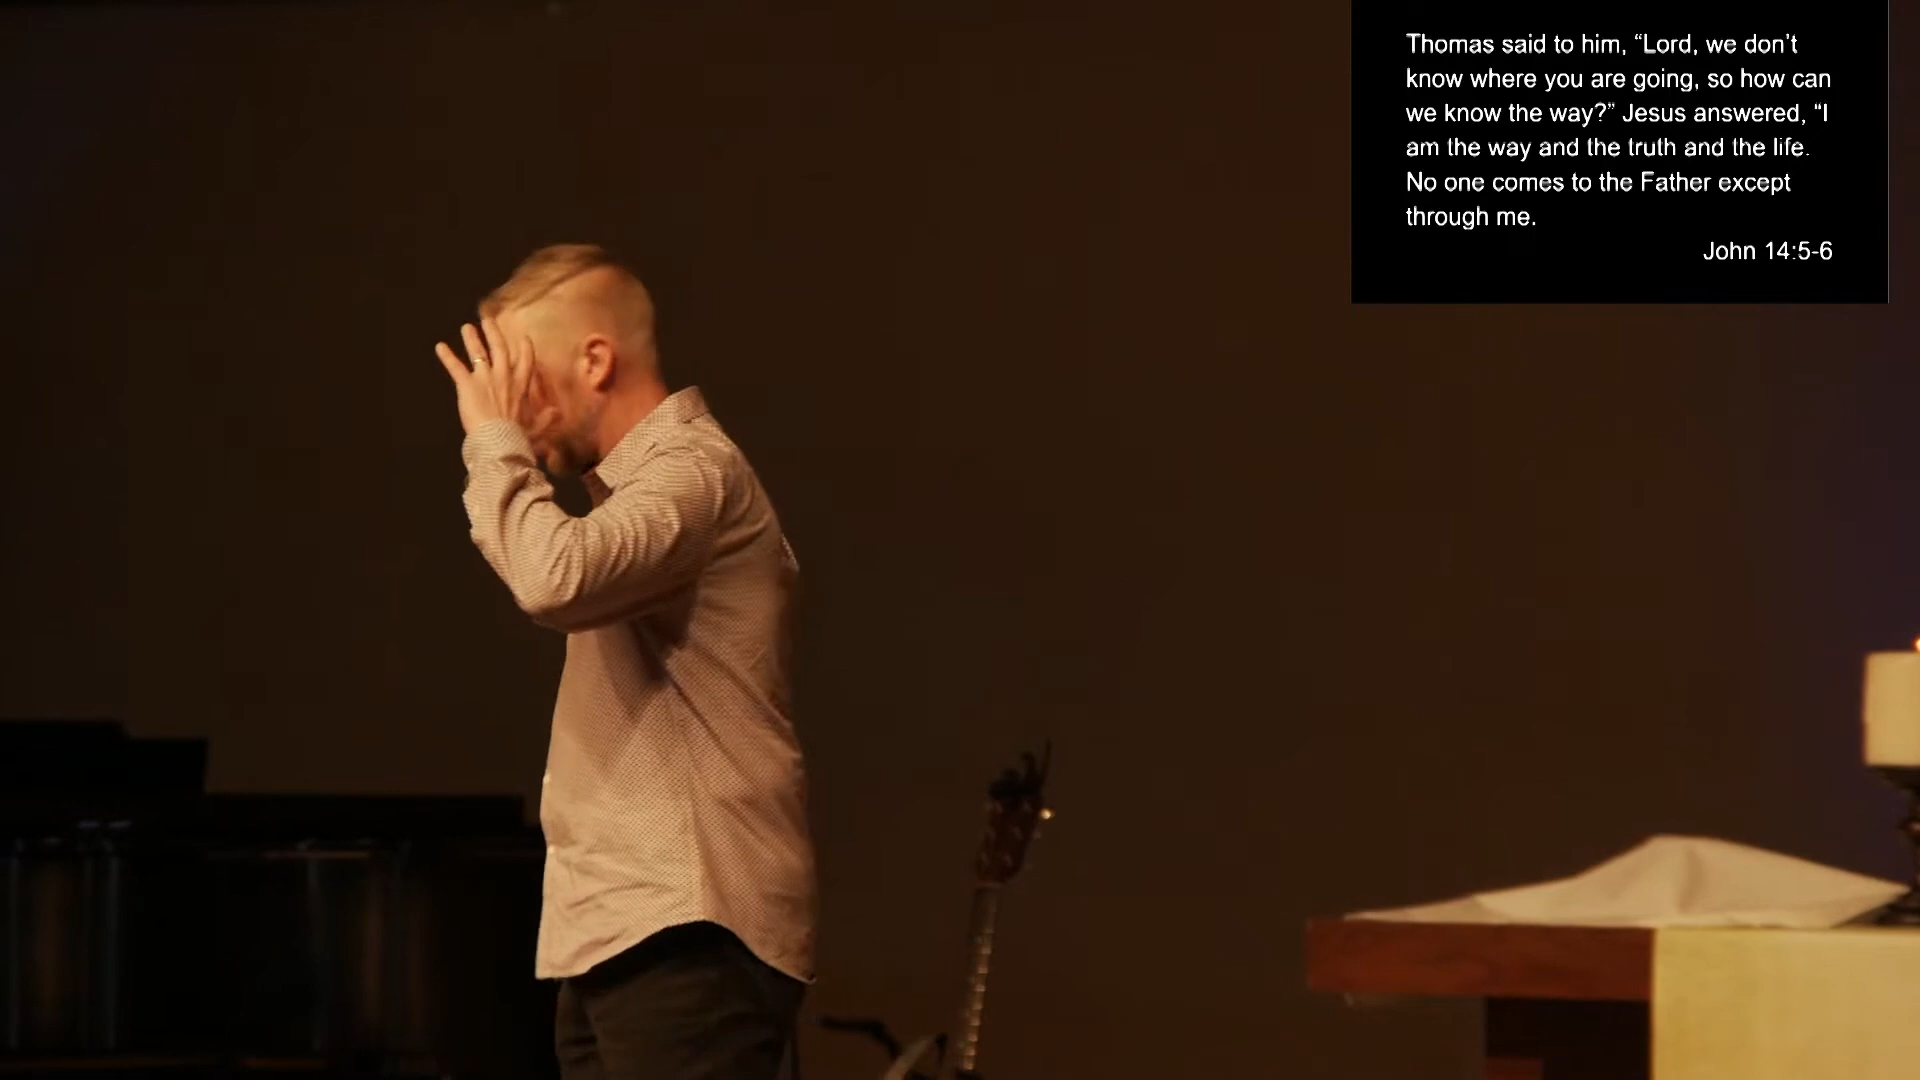 Thomas said to him, “Lord, we don’t
know where you are going, so how can
we know the way?” Jesus answered, “I
am the way and the truth and the life.
No one comes to the Father except
through me.
John 14:5-6